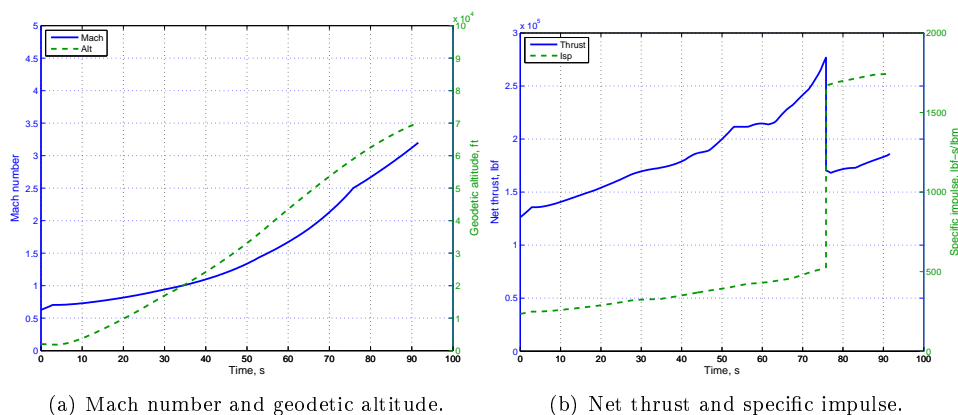 x 10^4
5
4.5
4
3.5
3
2.5
2
1.5
1
0.5
0
Mach number
Mach
Alt
10
9
8
7
6
5
4
3
2
1
0
Geodetic altitude, ft
0 10 20 30 40 50 60 70 80 90 100
Time, s
(a) Mach number and geodetic altitude.
x 10^5
3
2.5
2
1.5
1
0.5
0
Net thrust, lbf
Thrust
Isp
2000
1500
1000
500
0
Specific impulse, lbf-s/lbm
0 10 20 30 40 50 60 70 80 90 100
Time, s
(b) Net thrust and specific impulse.